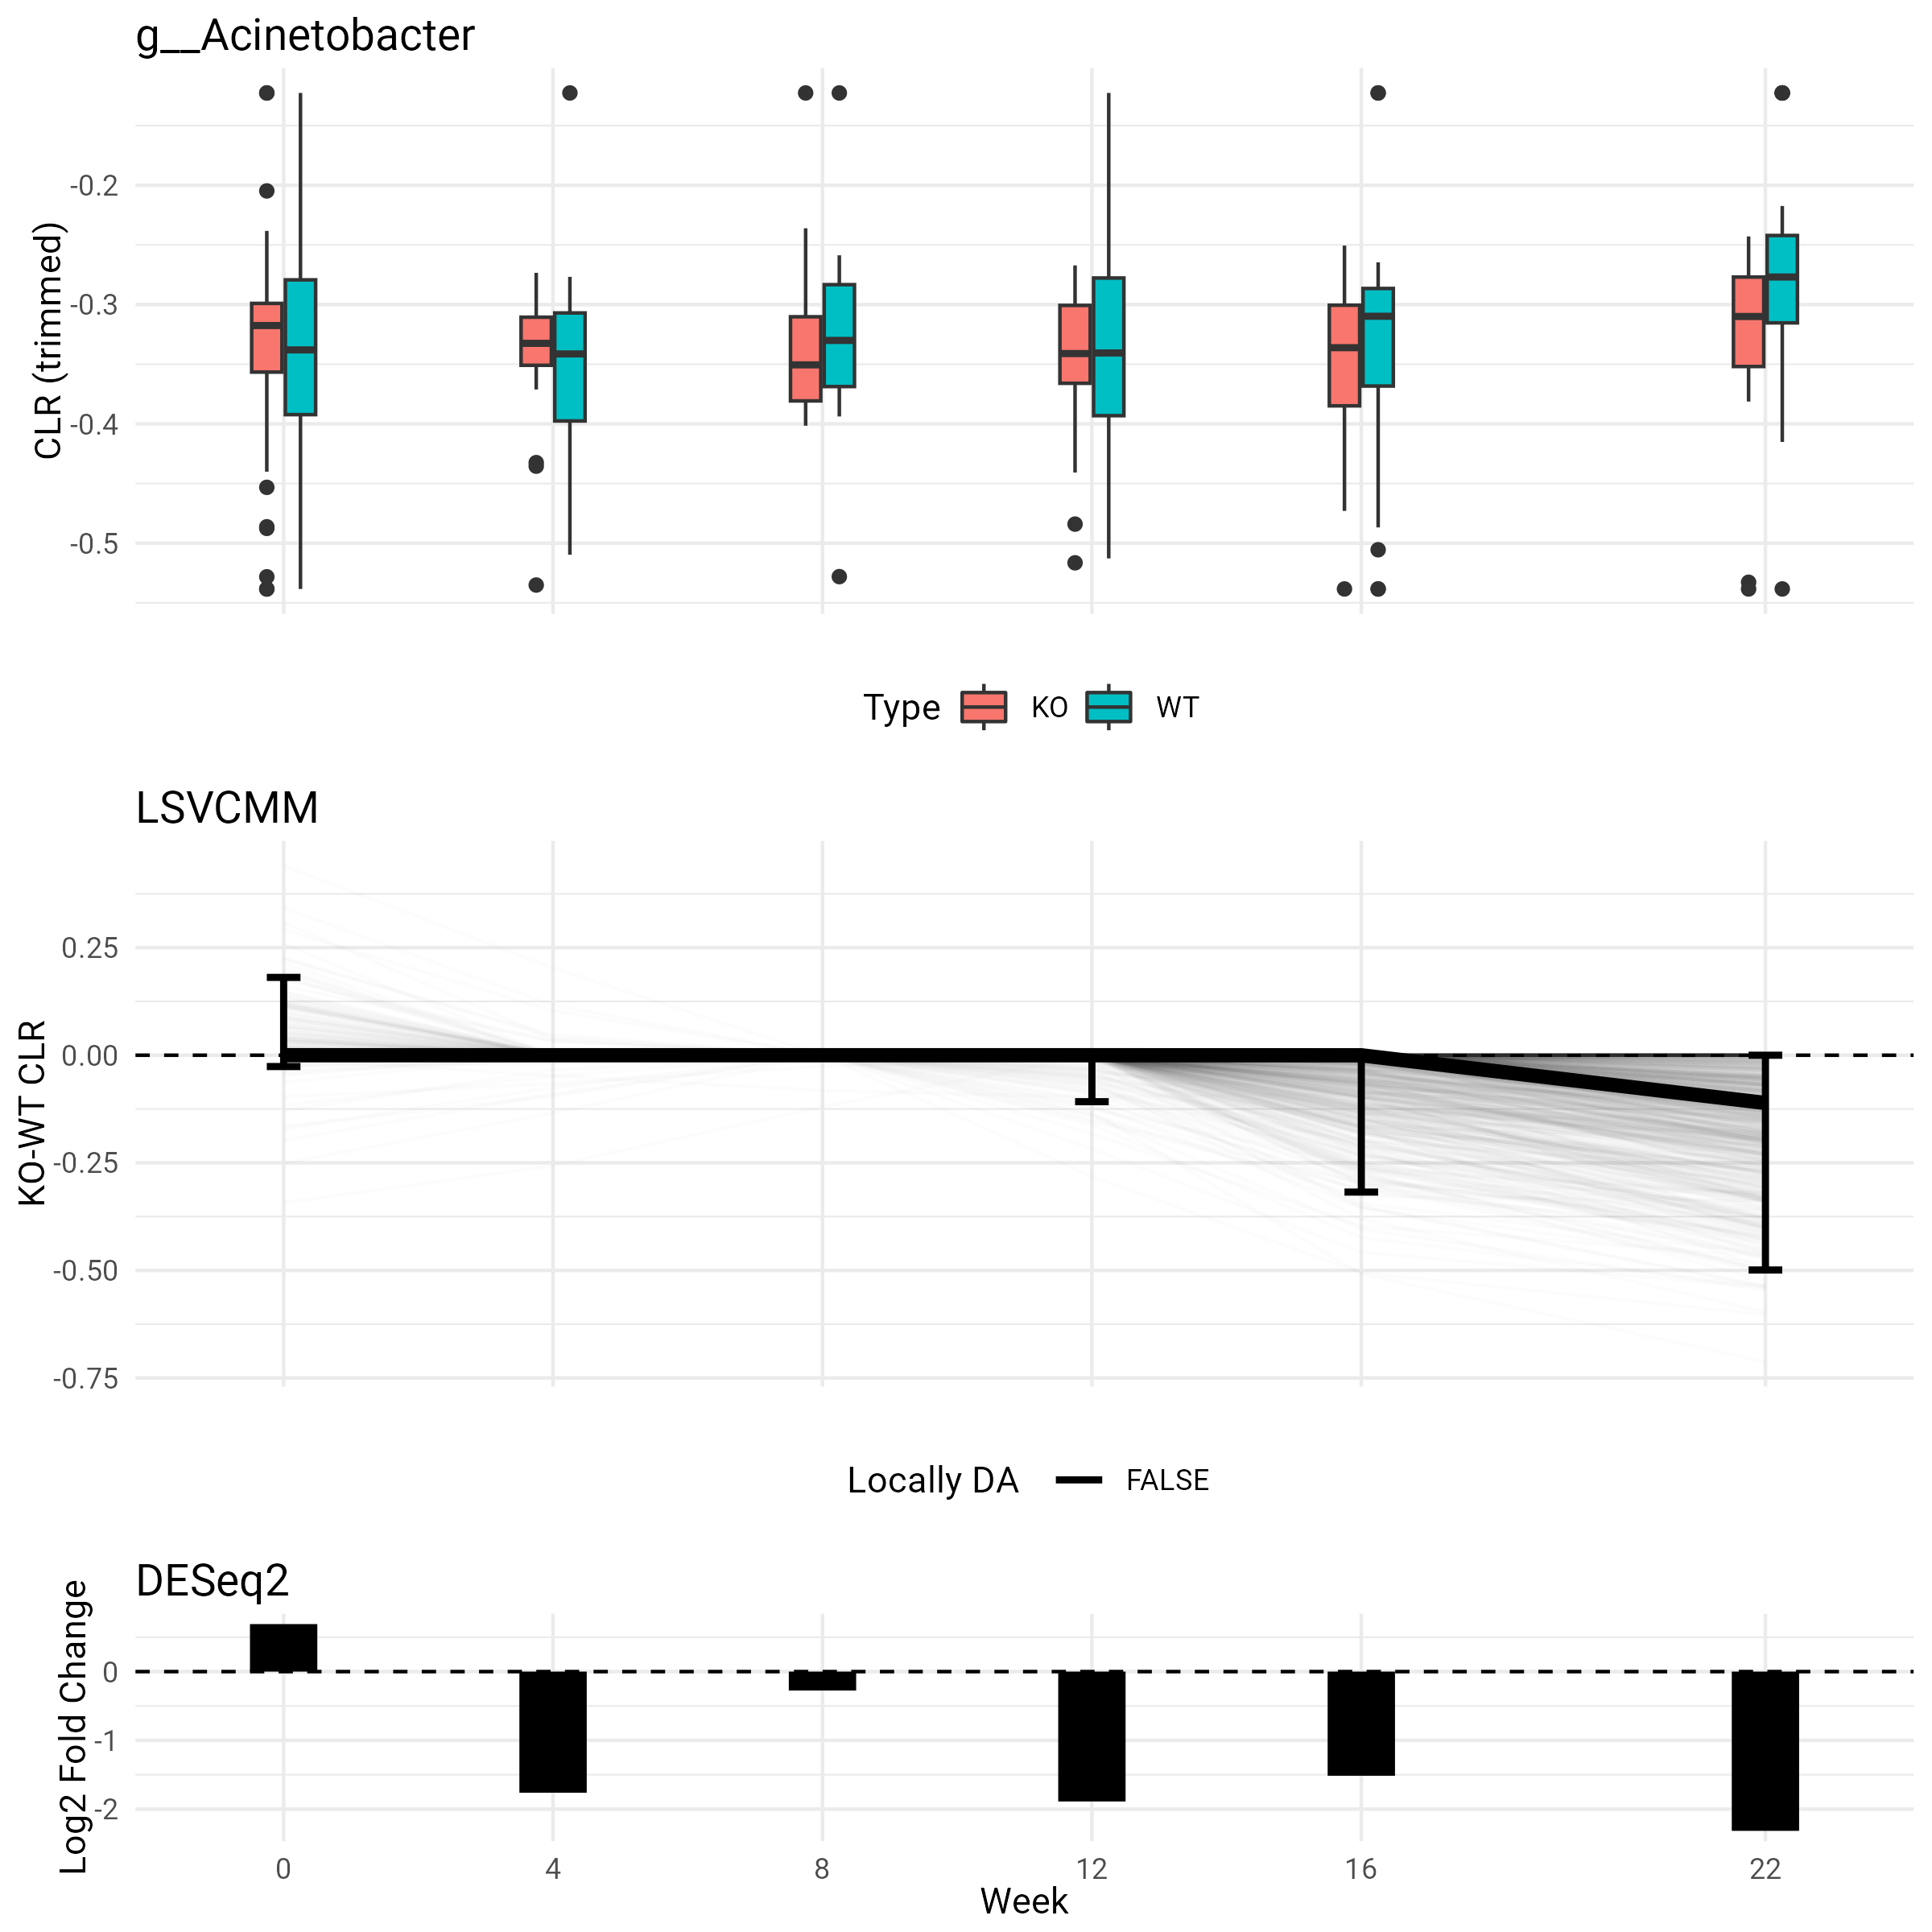 g__Acinetobacter
CLR (trimmed)
-0.2
-0.3
-0.4
-0.5
Type KO WT
LSVCMM
KO-WT CLR
0.25
0.00
-0.25
-0.50
-0.75
Locally DA FALSE
DESeq2
Log2 Fold Change
0
-1
-2
0 4 8 12 16 22
Week